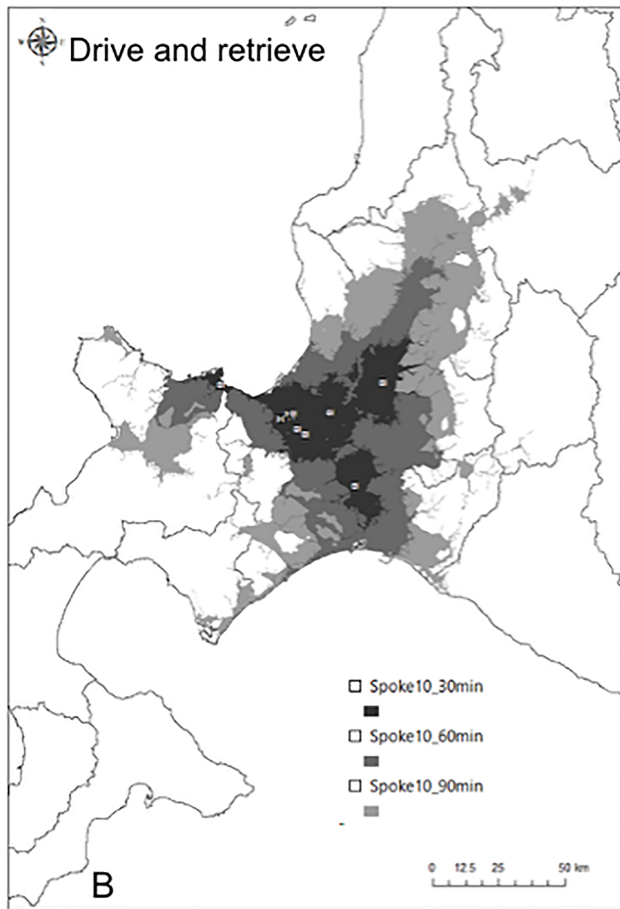 Drive and retrieve
Spoke10_30min
Spoke10_60min
Spoke10_90min
0 12.5 25 50 km
B